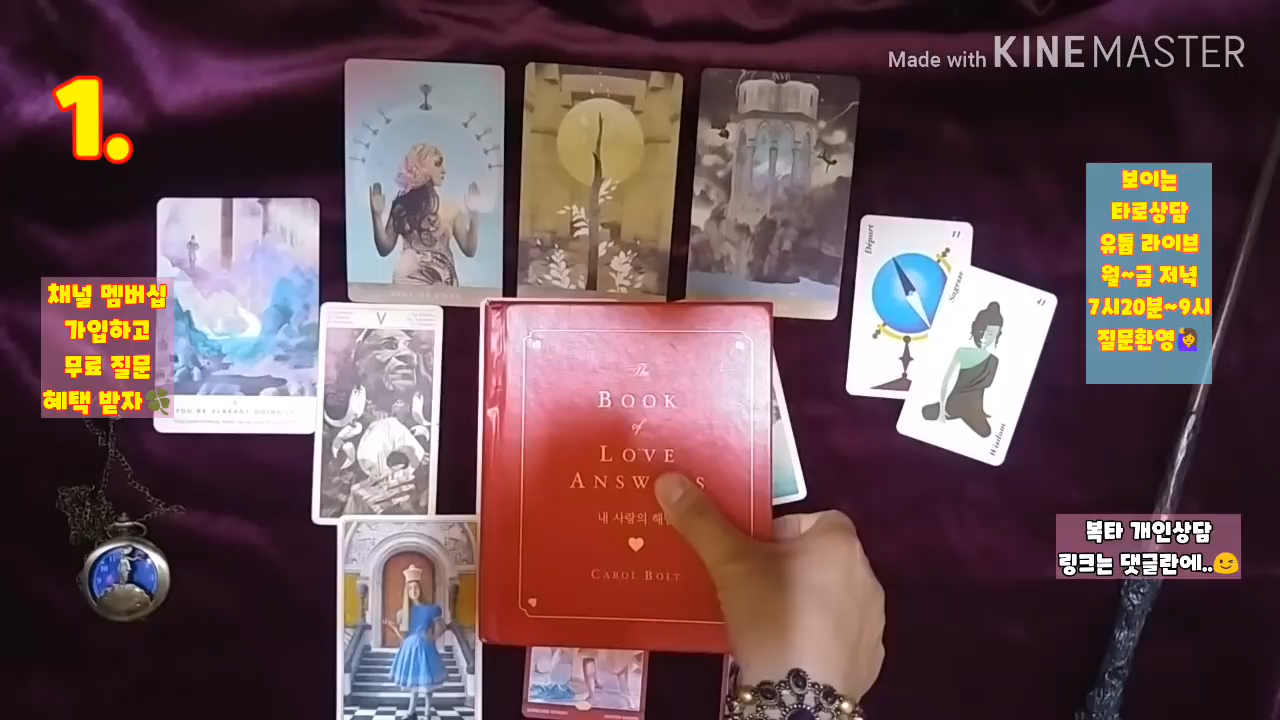 Made with KINEMASTER
1.
보이는
타로상담
유튭 라이브
월~금 저녁
7시20분~9시
질문환영🙋‍♀️
채널 멤버십
가입하고
무료 질문
혜택 받자🍀
YOU'RE ALREADY DOING IT
V
Départ
11
Sagesse
41
Wisdom
The
BOOK
of
LOVE
내 사랑의
CAROL BOLT
복타 개인상담
링크는 댓글란에..😊